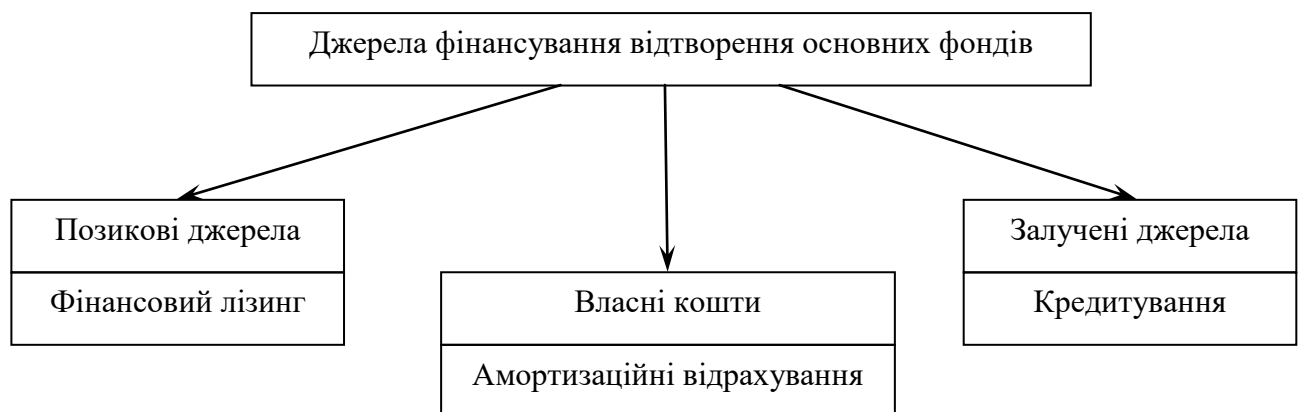 Джерела фінансування відтворення основних фондів
Позикові джерела
Фінансовий лізинг
Власні кошти
Амортизаційні відрахування
Залучені джерела
Кредитування